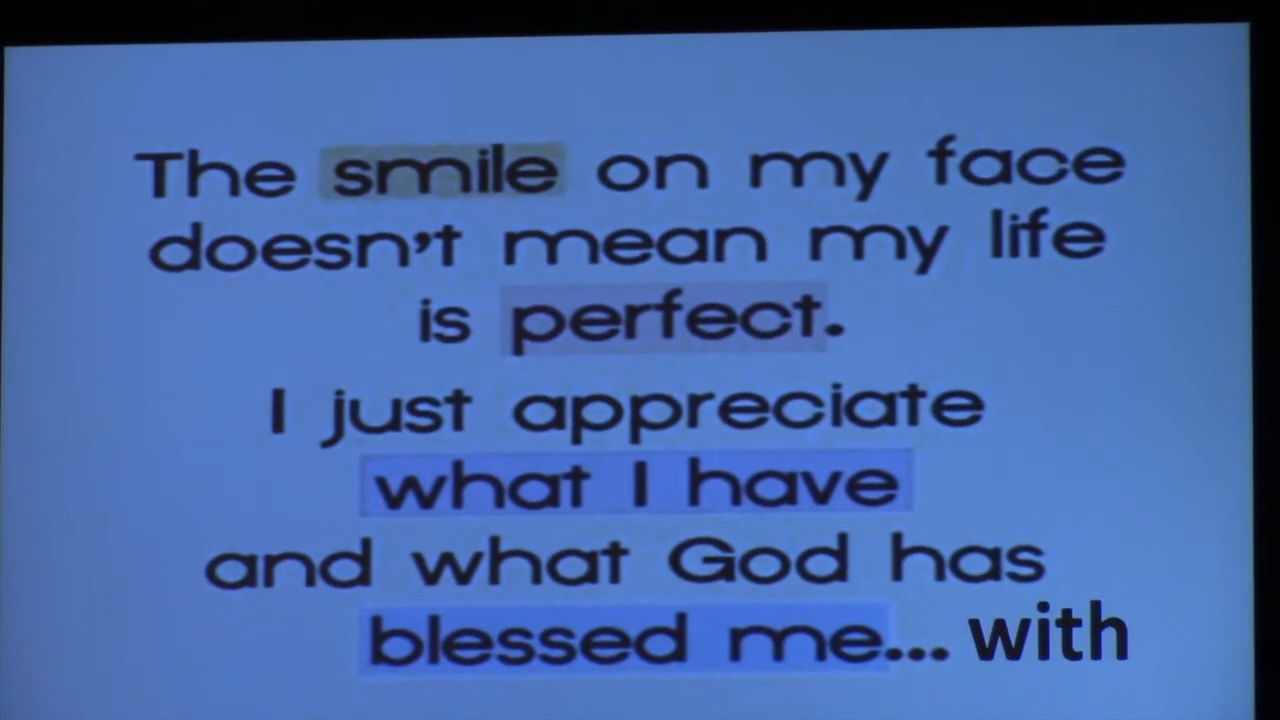 The smile on my face
doesn't mean my life
is perfect.
I just appreciate
what I have
and what God has
blessed me... with